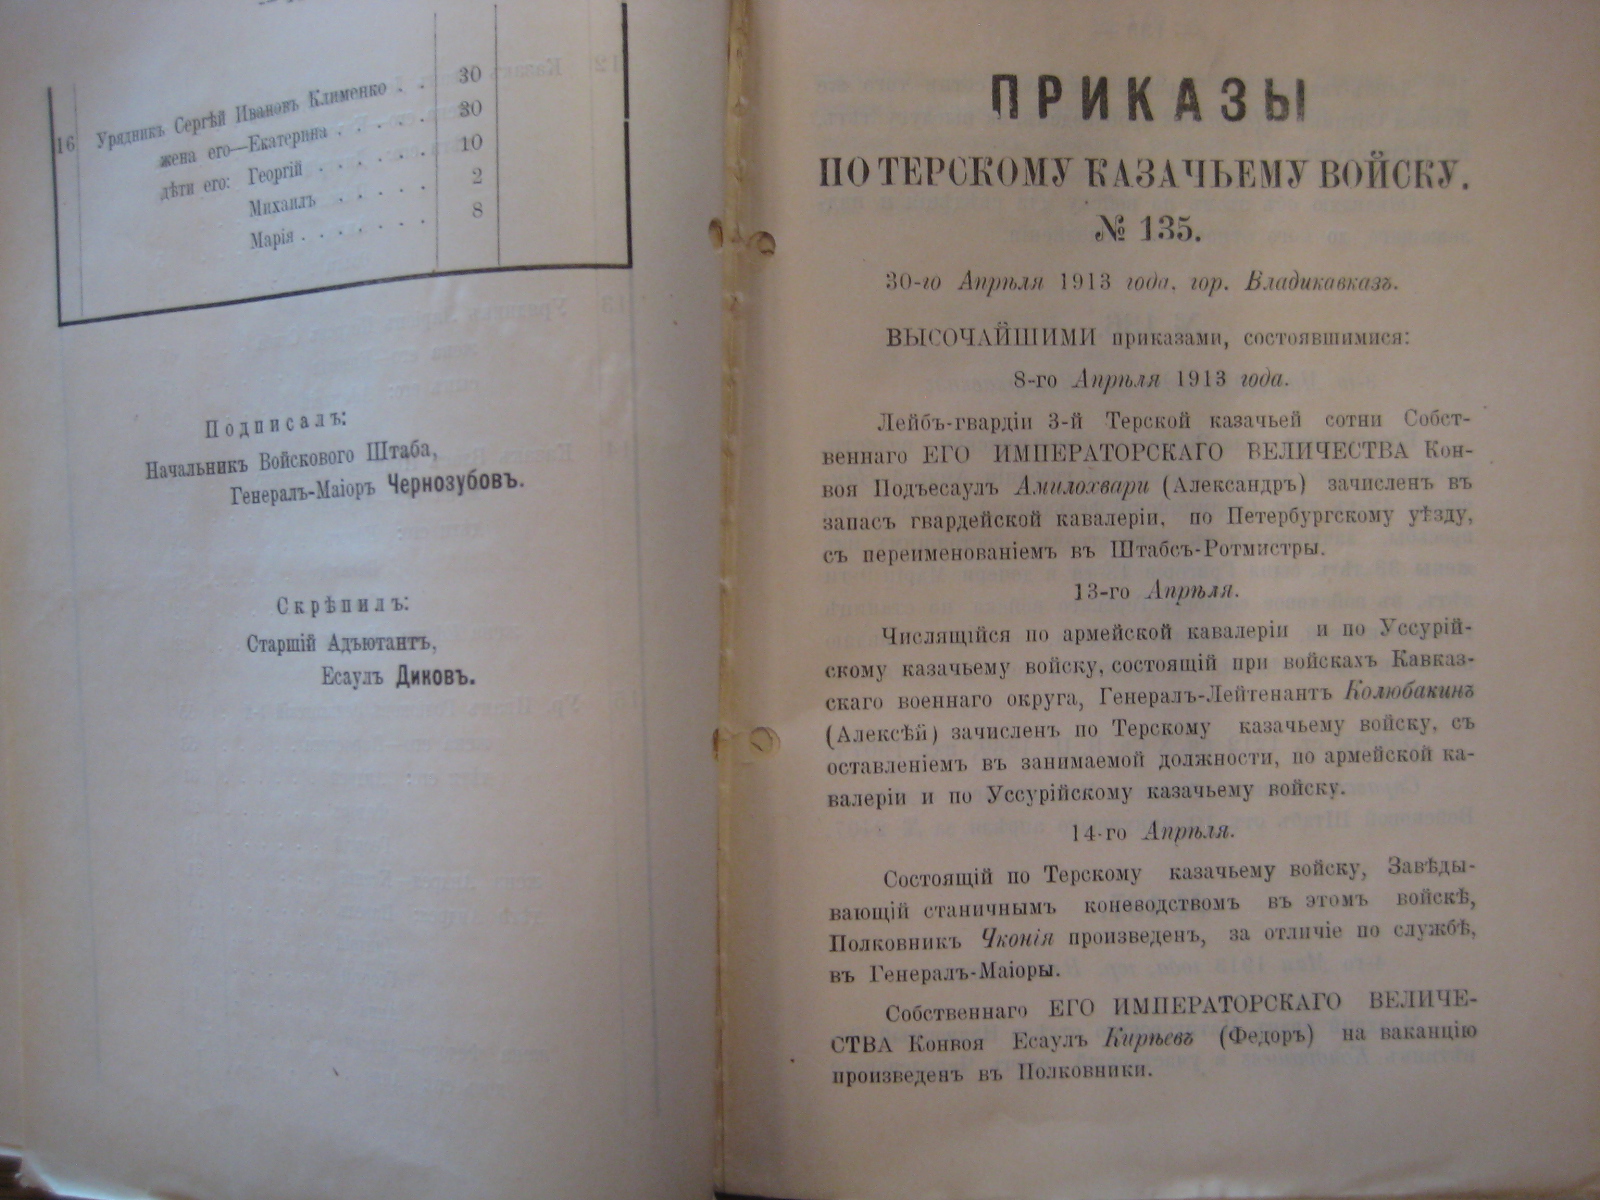 16 Урядникъ Сергѣй Ивановъ Клименко . . 30
жена его—Екатерина . . . . . 30
дѣти его: Георгій . . . . . . 10
Михаилъ . . . . . 2
Марія . . . . . . . 8
Подписалъ:
Начальникъ Войскового Штаба,
Генералъ-Маіоръ Чернозубовъ.
Скрѣпилъ:
Старшій Адъютантъ,
Есаулъ Диковъ.
ПРИКАЗЫ
ПО ТЕРСКОМУ КАЗАЧЬЕМУ ВОЙСКУ.
№ 135.
30-го Апрѣля 1913 года, гор. Владикавказъ.
ВЫСОЧАЙШИМИ приказами, состоявшимися:
8-го Апрѣля 1913 года.
Лейбъ-гвардіи 3-й Терской казачьей сотни Собст-
веннаго ЕГО ИМПЕРАТОРСКАГО ВЕЛИЧЕСТВА Кон-
воя Подъесаулъ Амилохвари (Александръ) зачисленъ въ
запасъ гвардейской кавалеріи, по Петербургскому уѣзду,
съ переименованіемъ въ Штабсъ-Ротмистры.
13-го Апрѣля.
Числящійся по армейской кавалеріи и по Уссурій-
скому казачьему войску, состоящій при войскахъ Кавказ-
скаго военнаго округа, Генералъ-Лейтенантъ Колюбакинъ
(Алексѣй) зачисленъ по Терскому казачьему войску, съ
оставленіемъ въ занимаемой должности, по армейской ка-
валеріи и по Уссурійскому казачьему войску.
14-го Апрѣля.
Состоящій по Терскому казачьему войску, Завѣды-
вающій станичнымъ коневодствомъ въ этомъ войскѣ,
Полковникъ Чконія произведенъ, за отличіе по службѣ,
въ Генералъ-Маіоры.
Собственнаго ЕГО ИМПЕРАТОРСКАГО ВЕЛИЧЕ-
СТВА Конвоя Есаулъ Кирѣевъ (Федоръ) на ваканцію
произведенъ въ Полковники.